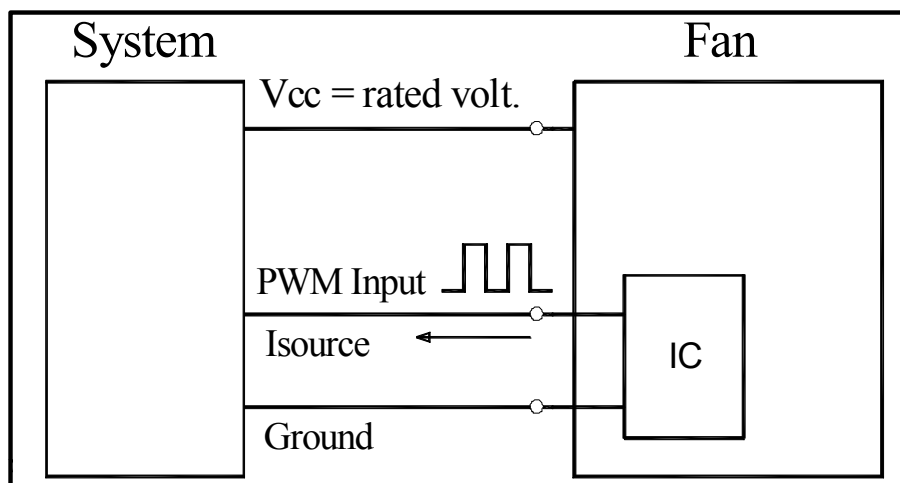 System
Fan
Vcc = rated volt.
PWM Input
Isource
IC
Ground